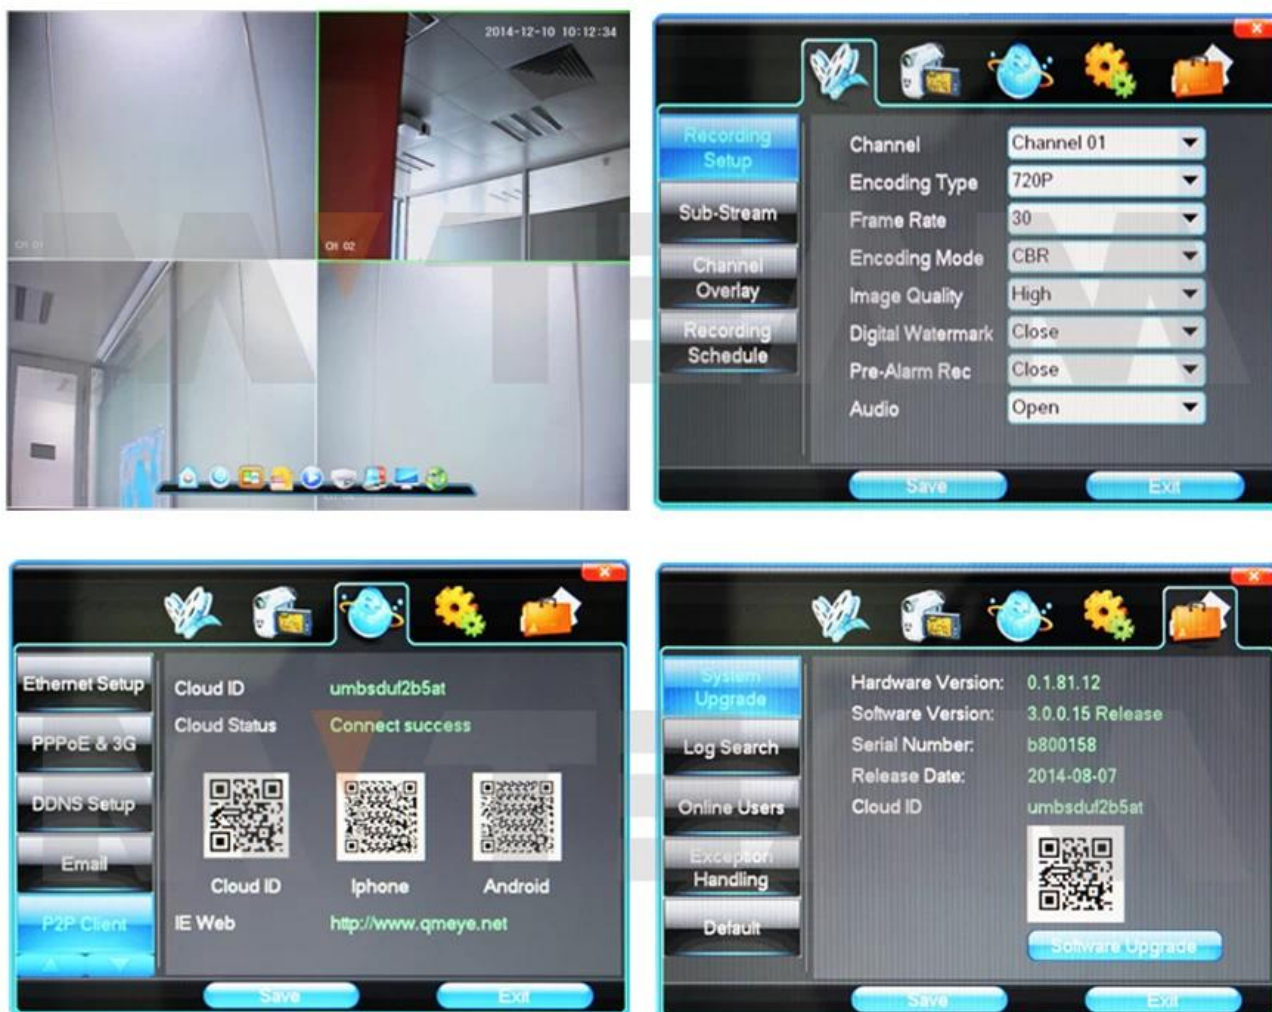 2014-12-10 10:12:34
CH 01
CH 02
Recording
Setup
Sub-Stream
Channel
Overlay
Recording
Schedule
Channel
Channel 01
Encoding Type
720P
Frame Rate
30
Encoding Mode
CBR
Image Quality
High
Digital Watermark
Close
Pre-Alarm Rec
Close
Audio
Open
Save
Exit
Ethernet Setup
PPPoE & 3G
DDNS Setup
Email
P2P Client
Cloud ID
umbsduf2b5at
Cloud Status
Connect success
Cloud ID
Iphone
Android
IE Web
http://www.qmeye.net
Save
Exit
System
Upgrade
Log Search
Online Users
Exception
Handling
Default
Hardware Version:
0.1.81.12
Software Version:
3.0.0.15 Release
Serial Number:
b800158
Release Date:
2014-08-07
Cloud ID
umbsduf2b5at
Software Upgrade
Save
Exit